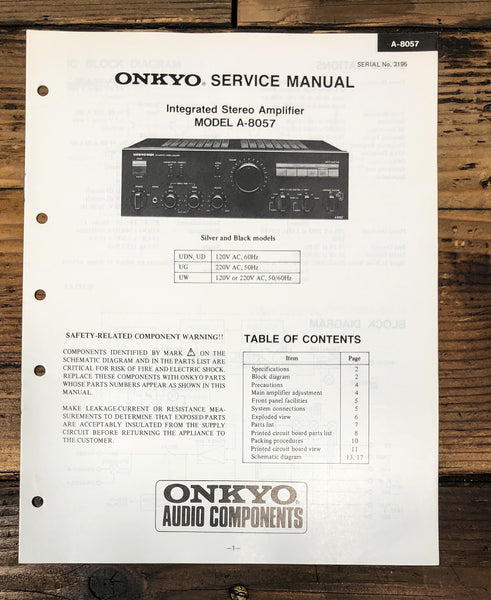 A-8057
SERIAL No. 3195
ONKYO® SERVICE MANUAL
Integrated Stereo Amplifier
MODEL A-8057
ONKYO
Silver and Black models
UDN, UD 120V AC, 60Hz
UG 220V AC, 50Hz
UW 120V or 220V AC, 50/60Hz
SAFETY-RELATED COMPONENT WARNING!!
COMPONENTS IDENTIFIED BY MARK ⚠ ON THE
SCHEMATIC DIAGRAM AND IN THE PARTS LIST ARE
CRITICAL FOR RISK OF FIRE AND ELECTRIC SHOCK.
REPLACE THESE COMPONENTS WITH ONKYO PARTS
WHOSE PARTS NUMBERS APPEAR AS SHOWN IN THIS
MANUAL.
MAKE LEAKAGE-CURRENT OR RESISTANCE MEA-
SUREMENTS TO DETERMINE THAT EXPOSED PARTS
ARE ACCEPTABLY INSULATED FROM THE SUPPLY
CIRCUIT BEFORE RETURNING THE APPLIANCE TO
THE CUSTOMER.
TABLE OF CONTENTS
Item Page
Specifications 2
Block diagram 2
Precautions 4
Main amplifier adjustment 4
Front panel facilities 5
System connections 5
Exploded view 6
Parts list 7
Printed circuit board parts list 8
Packing procedures 10
Printed circuit board view 11
Schematic diagram 13, 17
ONKYO®
AUDIO COMPONENTS
—1—